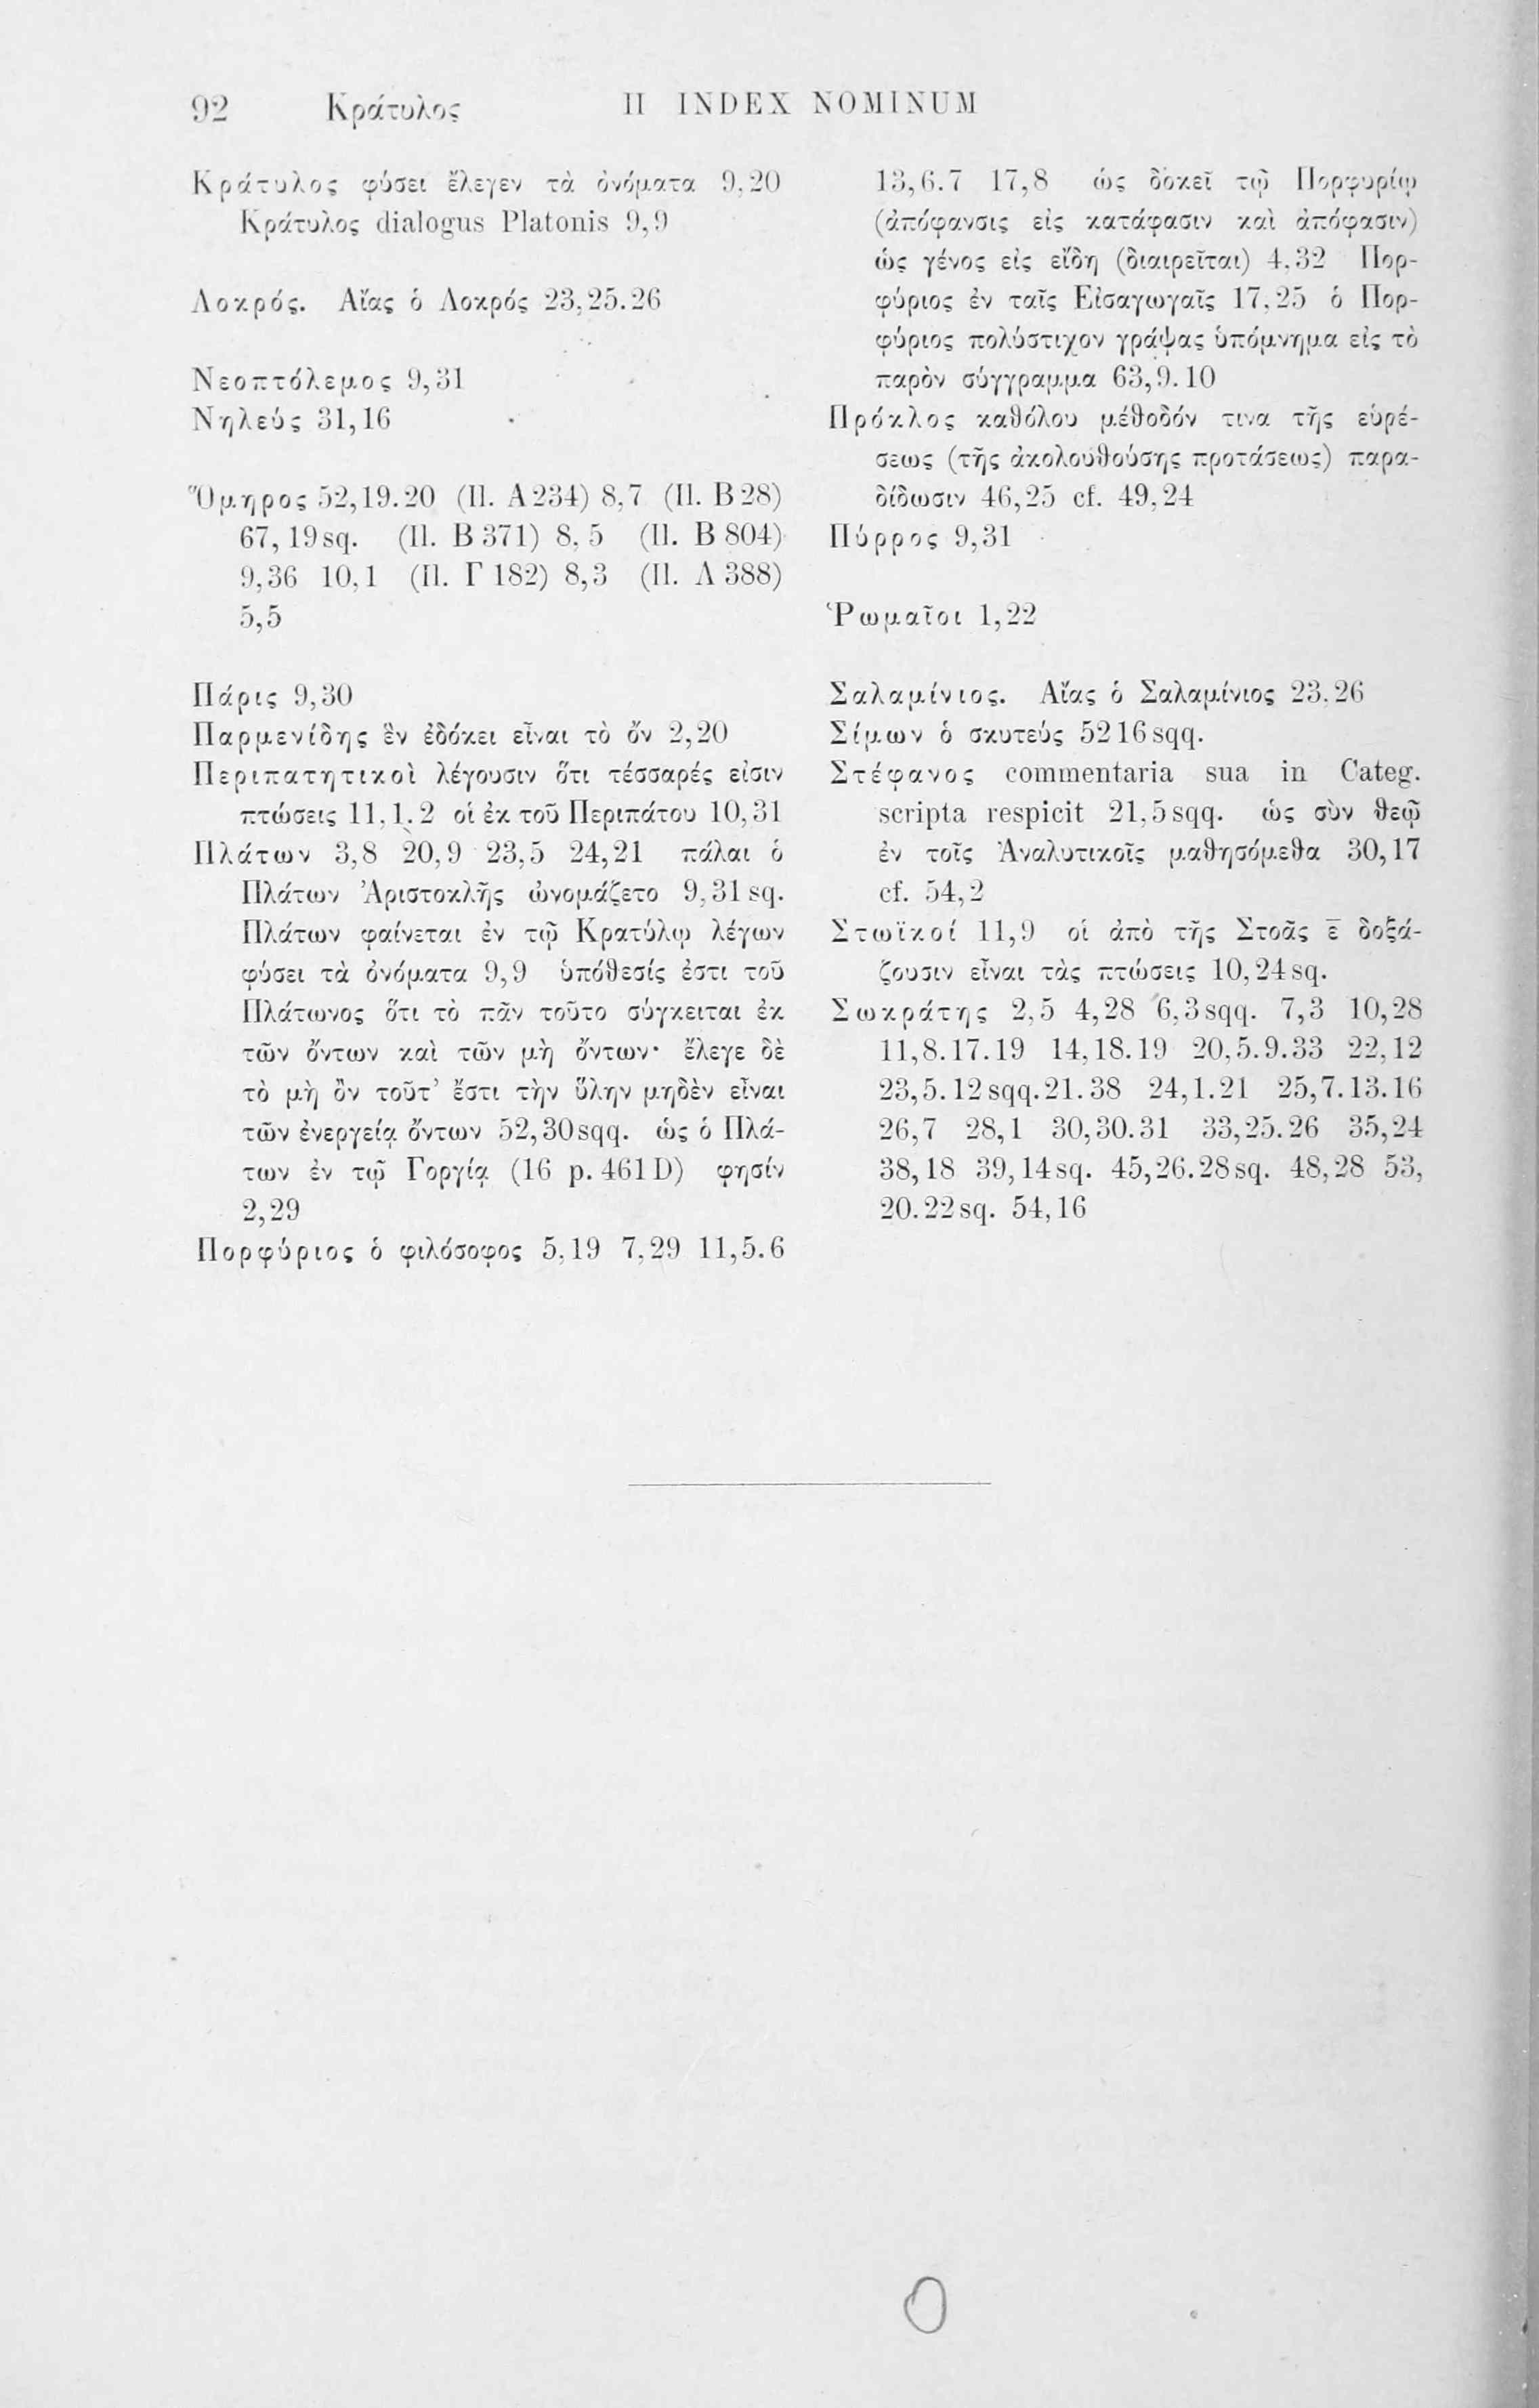 92 Κράτυλος II INDEX NOMINUM
Κράτυλος φύσει ἔλεγεν τὰ ὀνόματα 9,20
Κράτυλος dialogus Platonis 9,9
Λοκρός. Αἴας ὁ Λοκρός 23,25.26
Νεοπτόλεμος 9,31
Νηλεύς 31,16
Ὅμηρος 52,19.20 (Il. Α 234) 8,7 (Il. Β 28)
67,19 sq. (Il. Β 371) 8,5 (Il. Β 804)
9,36 10,1 (Il. Γ 182) 8,3 (Il. Λ 388)
5,5
Πάρις 9,30
Παρμενίδης ἓν ἐδόκει εἶναι τὸ ὄν 2,20
Περιπατητικοὶ λέγουσιν ὅτι τέσσαρές εἰσιν
πτώσεις 11,1.2 οἱ ἐκ τοῦ Περιπάτου 10,31
Πλάτων 3,8 20,9 23,5 24,21 πάλαι ὁ
Πλάτων Ἀριστοκλῆς ὠνομάζετο 9,31 sq.
Πλάτων φαίνεται ἐν τῷ Κρατύλῳ λέγων
φύσει τὰ ὀνόματα 9,9 ὑπόθεσίς ἐστι τοῦ
Πλάτωνος ὅτι τὸ πᾶν τοῦτο σύγκειται ἐκ
τῶν ὄντων καὶ τῶν μὴ ὄντων· ἔλεγε δὲ
τὸ μὴ ὂν τοῦτ’ ἔστι τὴν ὕλην μηδὲν εἶναι
τῶν ἐνεργείᾳ ὄντων 52,30 sqq. ὡς ὁ Πλά-
των ἐν τῷ Γοργίᾳ (16 p. 461 D) φησίν
2,29
Πορφύριος ὁ φιλόσοφος 5,19 7,29 11,5.6
13,6.7 17,8 ὡς δοκεῖ τῷ Πορφυρίῳ
(ἀπόφανσις εἰς κατάφασιν καὶ ἀπόφασιν)
ὡς γένος εἰς εἴδη (διαιρεῖται) 4,32 Πορ-
φύριος ἐν ταῖς Εἰσαγωγαῖς 17,25 ὁ Πορ-
φύριος πολύστιχον γράψας ὑπόμνημα εἰς τὸ
παρὸν σύγγραμμα 63,9.10
Πρόκλος καθόλου μέθοδόν τινα τῆς εὑρέ-
σεως (τῆς ἀκολουθούσης προτάσεως) παρα-
δίδωσιν 46,25 cf. 49,24
Πύρρος 9,31
Ῥωμαῖοι 1,22
Σαλαμίνιος. Αἴας ὁ Σαλαμίνιος 23,26
Σίμων ὁ σκυτεύς 52 16 sqq.
Στέφανος commentaria sua in Categ.
scripta respicit 21,5 sqq. ὡς σὺν θεῷ
ἐν τοῖς Ἀναλυτικοῖς μαθησόμεθα 30,17
cf. 54,2
Στωϊκοί 11,9 οἱ ἀπὸ τῆς Στοᾶς ε̄ δοξά-
ζουσιν εἶναι τὰς πτώσεις 10,24 sq.
Σωκράτης 2,5 4,28 6,3 sqq. 7,3 10,28
11,8.17.19 14,18.19 20,5.9.33 22,12
23,5.12 sqq. 21.38 24,1.21 25,7.13.16
26,7 28,1 30,30.31 33,25.26 35,24
38,18 39,14 sq. 45,26.28 sq. 48,28 53,
20.22 sq. 54,16